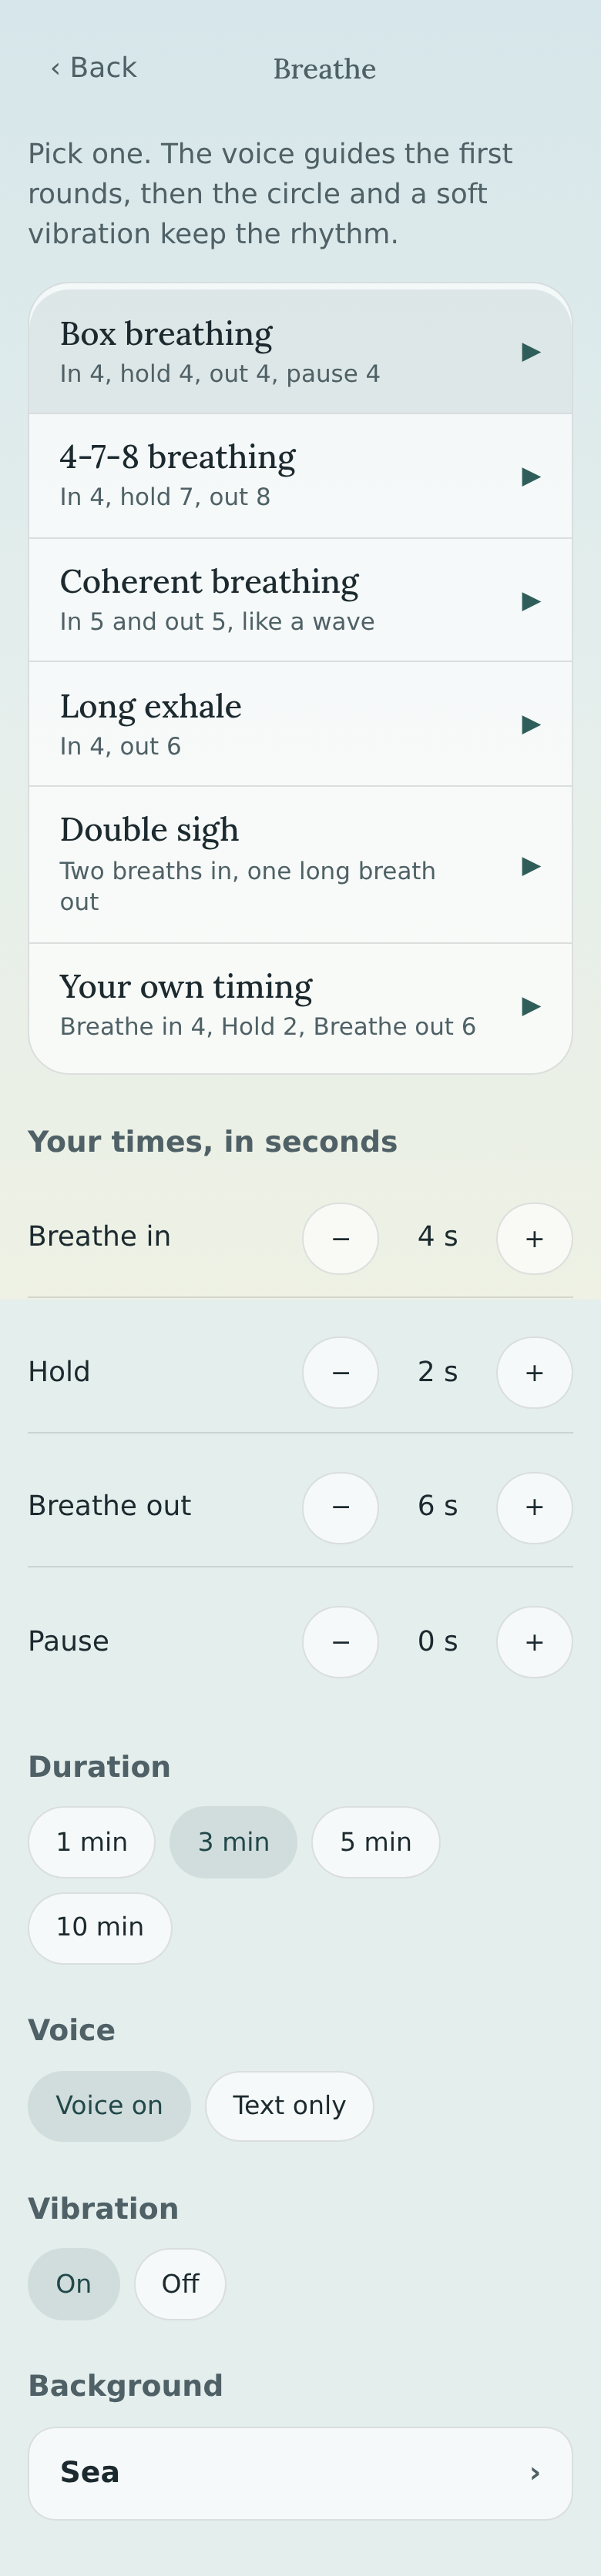 ‹ Back
Breathe
Pick one. The voice guides the first
rounds, then the circle and a soft
vibration keep the rhythm.
Box breathing
In 4, hold 4, out 4, pause 4
▶
4-7-8 breathing
In 4, hold 7, out 8
▶
Coherent breathing
In 5 and out 5, like a wave
▶
Long exhale
In 4, out 6
▶
Double sigh
Two breaths in, one long breath
out
▶
Your own timing
Breathe in 4, Hold 2, Breathe out 6
▶
Your times, in seconds
Breathe in − 4 s +
Hold − 2 s +
Breathe out − 6 s +
Pause − 0 s +
Duration
1 min 3 min 5 min
10 min
Voice
Voice on Text only
Vibration
On Off
Background
Sea ›